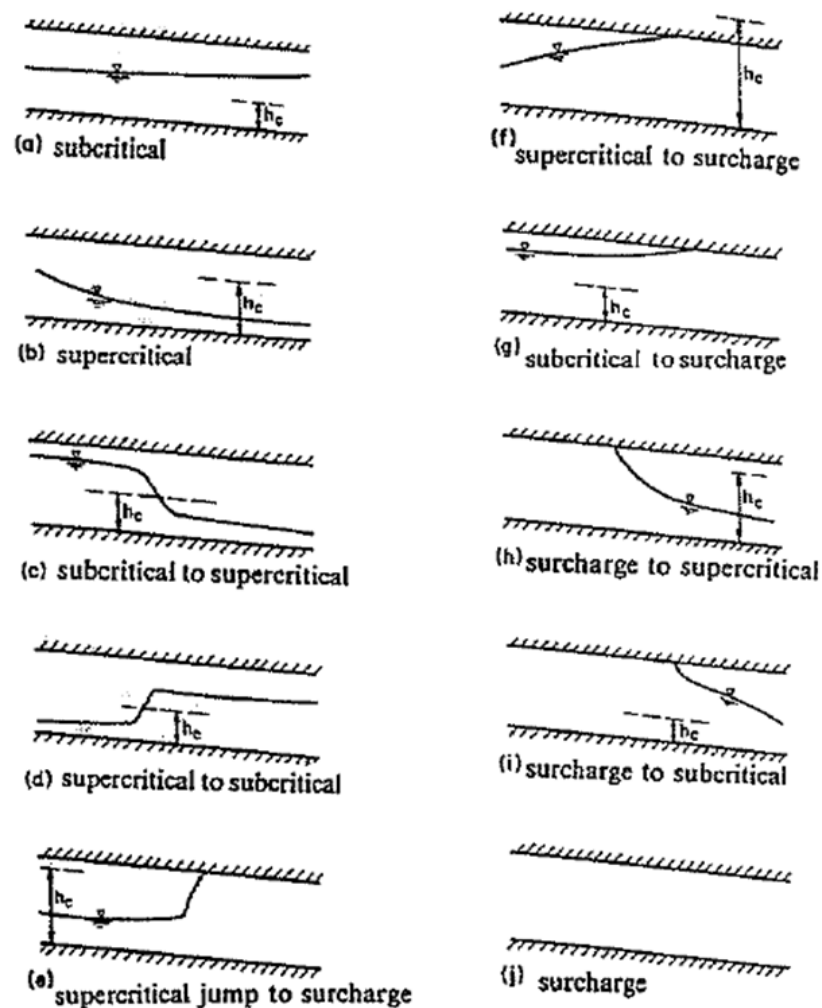 h_c
(a) subcritical
h_c
(b) supercritical
h_c
(c) subcritical to supercritical
h_c
(d) supercritical to subcritical
h_c
(e) supercritical jump to surcharge
h_c
(f) supercritical to surcharge
h_c
(g) subcritical to surcharge
h_c
(h) surcharge to supercritical
h_c
(i) surcharge to subcritical
(j) surcharge